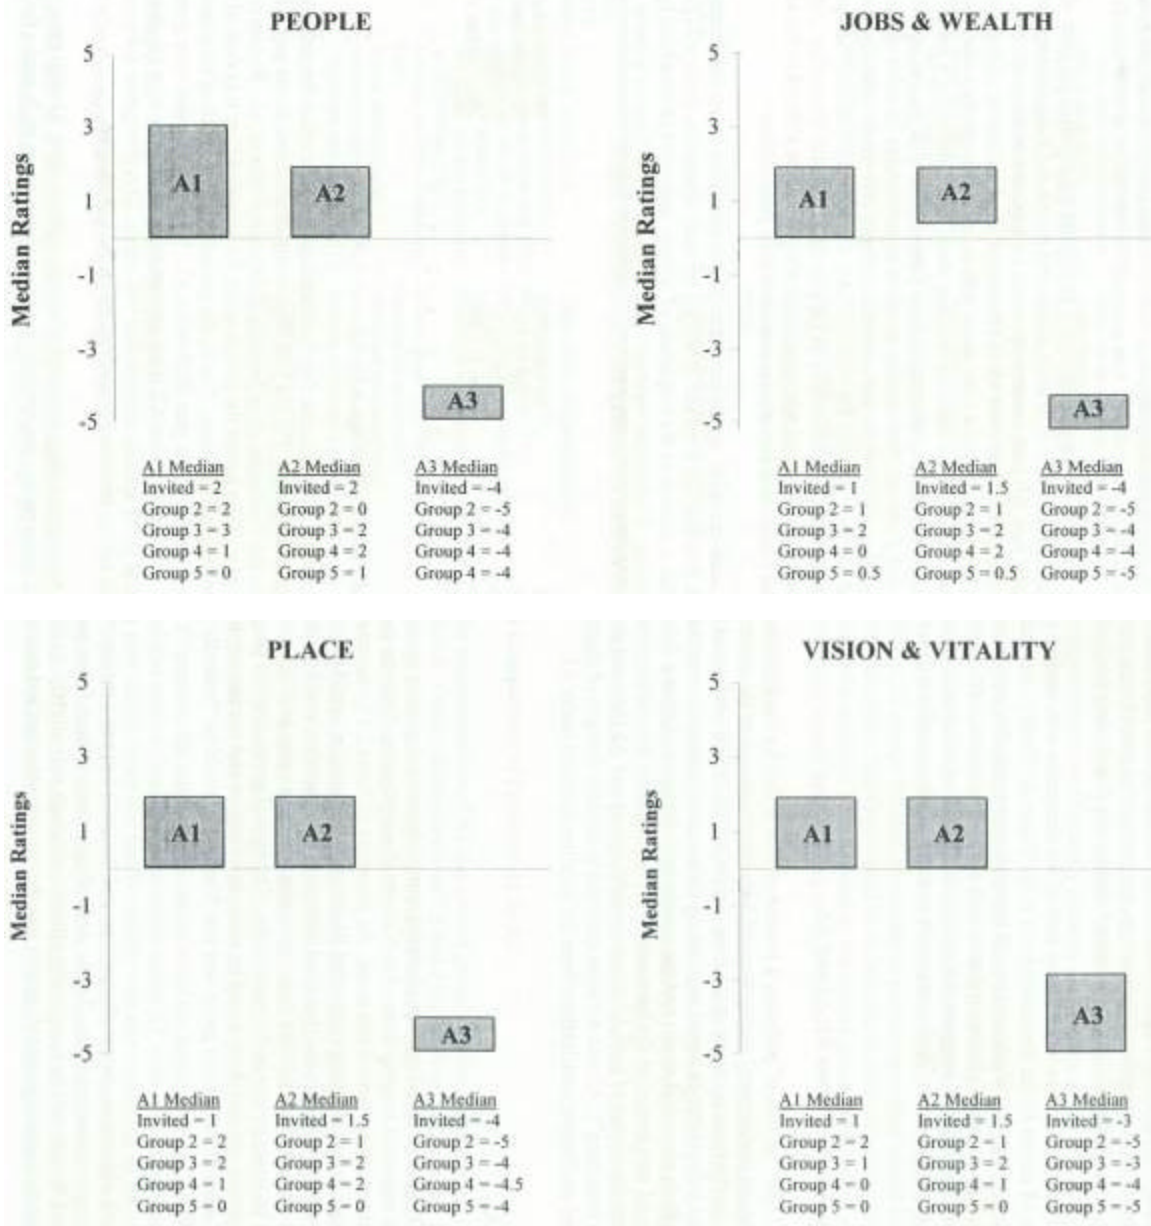 PEOPLE
5
3
1
-1
-3
-5
Median Ratings
A1
A2
A3
A1 Median
Invited = 2
Group 2 = 2
Group 3 = 3
Group 4 = 1
Group 5 = 0
A2 Median
Invited = 2
Group 2 = 0
Group 3 = 2
Group 4 = 2
Group 5 = 1
A3 Median
Invited = -4
Group 2 = -5
Group 3 = -4
Group 4 = -4
Group 4 = -4
JOBS & WEALTH
5
3
1
-1
-3
-5
Median Ratings
A1
A2
A3
A1 Median
Invited = 1
Group 2 = 1
Group 3 = 2
Group 4 = 0
Group 5 = 0.5
A2 Median
Invited = 1.5
Group 2 = 1
Group 3 = 2
Group 4 = 2
Group 5 = 0.5
A3 Median
Invited = -4
Group 2 = -5
Group 3 = -4
Group 4 = -4
Group 5 = -5
PLACE
5
3
1
-1
-3
-5
Median Ratings
A1
A2
A3
A1 Median
Invited = 1
Group 2 = 2
Group 3 = 2
Group 4 = 1
Group 5 = 0
A2 Median
Invited = 1.5
Group 2 = 1
Group 3 = 2
Group 4 = 2
Group 5 = 0
A3 Median
Invited = -4
Group 2 = -5
Group 3 = -4
Group 4 = -4.5
Group 5 = -4
VISION & VITALITY
5
3
1
-1
-3
-5
Median Ratings
A1
A2
A3
A1 Median
Invited = 1
Group 2 = 2
Group 3 = 1
Group 4 = 0
Group 5 = 0
A2 Median
Invited = 1.5
Group 2 = 1
Group 3 = 2
Group 4 = 1
Group 5 = 0
A3 Median
Invited = -3
Group 2 = -5
Group 3 = -3
Group 4 = -4
Group 5 = -5